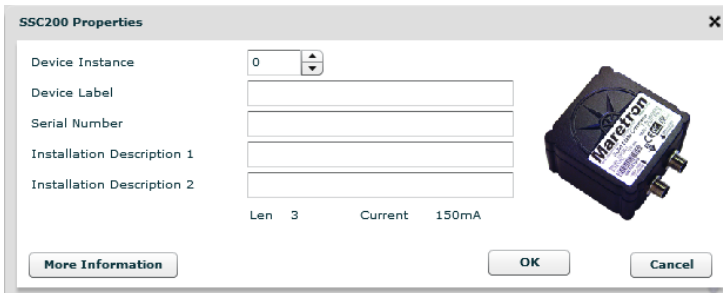 SSC200 Properties
Device Instance 0
Device Label
Serial Number
Installation Description 1
Installation Description 2
Len 3 Current 150mA
More Information OK Cancel
Maretron